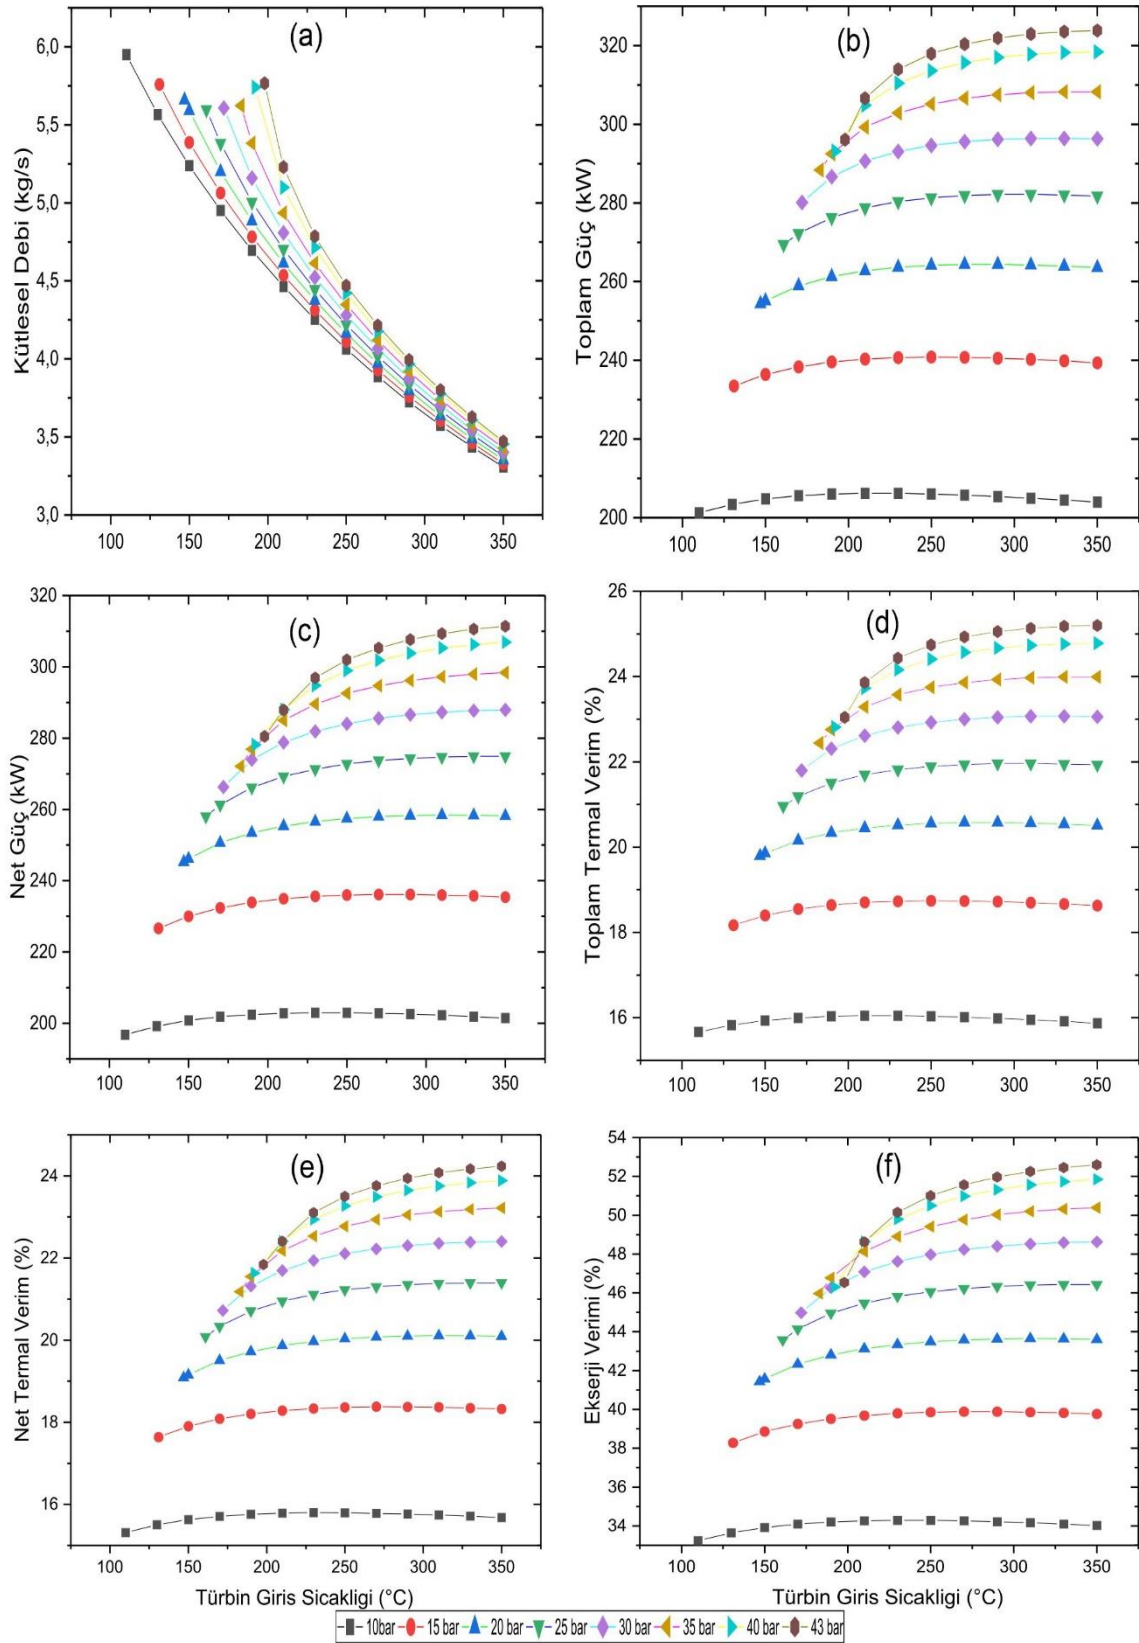 (a)
Kütlesel Debi (kg/s)
6,0
5,5
5,0
4,5
4,0
3,5
3,0
100 150 200 250 300 350
(b)
Toplam Güç (kW)
320
300
280
260
240
220
200
100 150 200 250 300 350
(c)
Net Güç (kW)
320
300
280
260
240
220
200
100 150 200 250 300 350
(d)
Toplam Termal Verim (%)
26
24
22
20
18
16
100 150 200 250 300 350
(e)
Net Termal Verim (%)
24
22
20
18
16
100 150 200 250 300 350
Türbin Giris Sicakligi (°C)
(f)
Ekserji Verimi (%)
54
52
50
48
46
44
42
40
38
36
34
100 150 200 250 300 350
Türbin Giris Sicakligi (°C)
10bar 15 bar 20 bar 25 bar 30 bar 35 bar 40 bar 43 bar